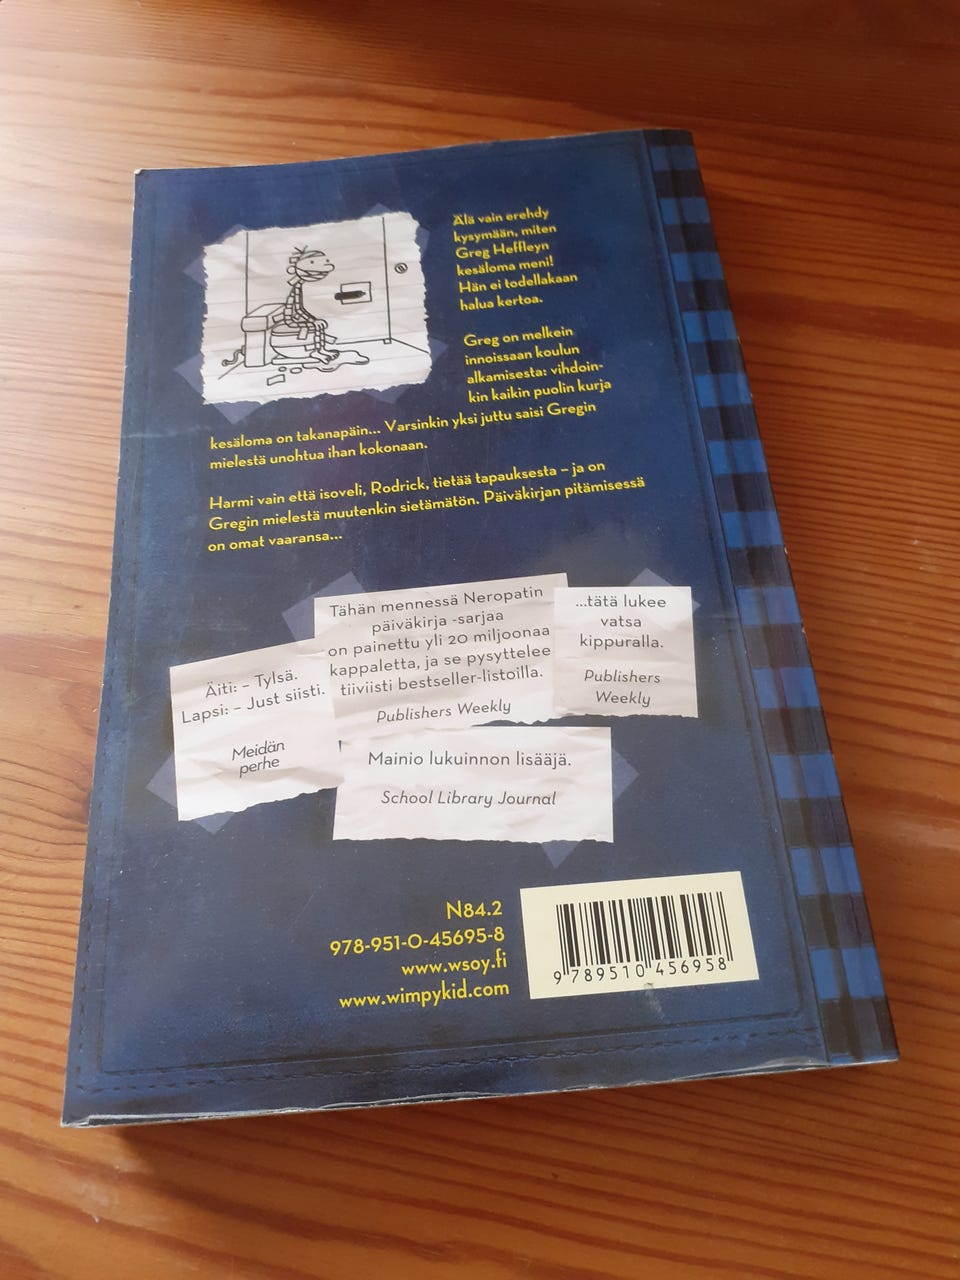 Älä vain erehdy
kysymään, miten
Greg Heffleyn
kesäloma meni!
Hän ei todellakaan
halua kertoa.
Greg on melkein
innoissaan koulun
alkamisesta: vihdoin-
kin kaikin puolin kurja
kesäloma on takanapäin... Varsinkin yksi juttu saisi Gregin
mielestä unohtua ihan kokonaan.
Harmi vain että isoveli, Rodrick, tietää tapauksesta – ja on
Gregin mielestä muutenkin sietämätön. Päiväkirjan pitämisessä
on omat vaaransa...
Äiti: – Tylsä.
Lapsi: – Just siisti.
Meidän
perhe
Tähän mennessä Neropatin
päiväkirja -sarjaa
on painettu yli 20 miljoonaa
kappaletta, ja se pysyttelee
tiiviisti bestseller-listoilla.
Publishers Weekly
...tätä lukee
vatsa
kippuralla.
Publishers
Weekly
Mainio lukuinnon lisääjä.
School Library Journal
N84.2
978-951-0-45695-8
www.wsoy.fi
www.wimpykid.com
9 789510 456958